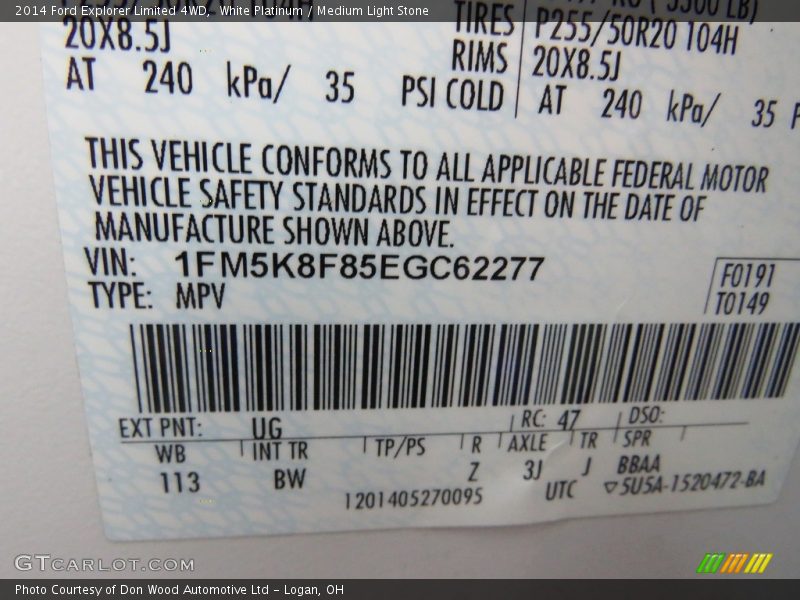 2014 Ford Explorer Limited 4WD, White Platinum / Medium Light Stone
20X8.5J
AT 240 kPa/ 35 PSI COLD
TIRES P255/50R20 104H
RIMS 20X8.5J
AT 240 kPa/ 35
THIS VEHICLE CONFORMS TO ALL APPLICABLE FEDERAL MOTOR
VEHICLE SAFETY STANDARDS IN EFFECT ON THE DATE OF
MANUFACTURE SHOWN ABOVE.
VIN: 1FM5K8F85EGC62277
TYPE: MPV
F0191
T0149
EXT PNT: UG RC: 47 DSO:
WB INT TR TP/PS R AXLE TR SPR
113 BW Z 3J J BBAA
1201405270095 UTC ▽5U5A-1520472-BA
GTCARLOT.COM
Photo Courtesy of Don Wood Automotive Ltd - Logan, OH